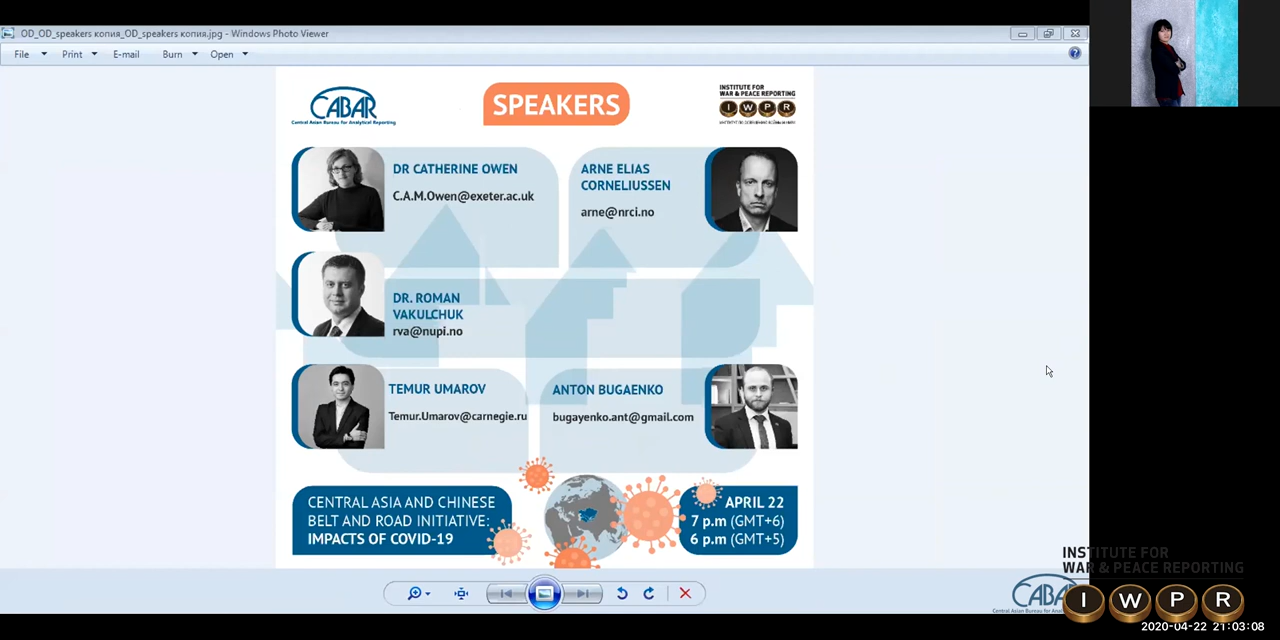 OD_OD_speakers копия_OD_speakers копия.jpg - Windows Photo Viewer
File Print E-mail Burn Open
CABAR
Central Asian Bureau for Analytical Reporting
SPEAKERS
INSTITUTE FOR
WAR & PEACE REPORTING
I W P R
DR CATHERINE OWEN
C.A.M.Owen@exeter.ac.uk
ARNE ELIAS
CORNELIUSSEN
arne@nrci.no
DR. ROMAN
VAKULCHUK
rva@nupi.no
TEMUR UMAROV
Temur.Umarov@carnegie.ru
ANTON BUGAENKO
bugayenko.ant@gmail.com
CENTRAL ASIA AND CHINESE
BELT AND ROAD INITIATIVE:
IMPACTS OF COVID-19
APRIL 22
7 p.m (GMT+6)
6 p.m (GMT+5)
INSTITUTE FOR
WAR & PEACE REPORTING
CABAR
I W P R
2020-04-22 21:03:08